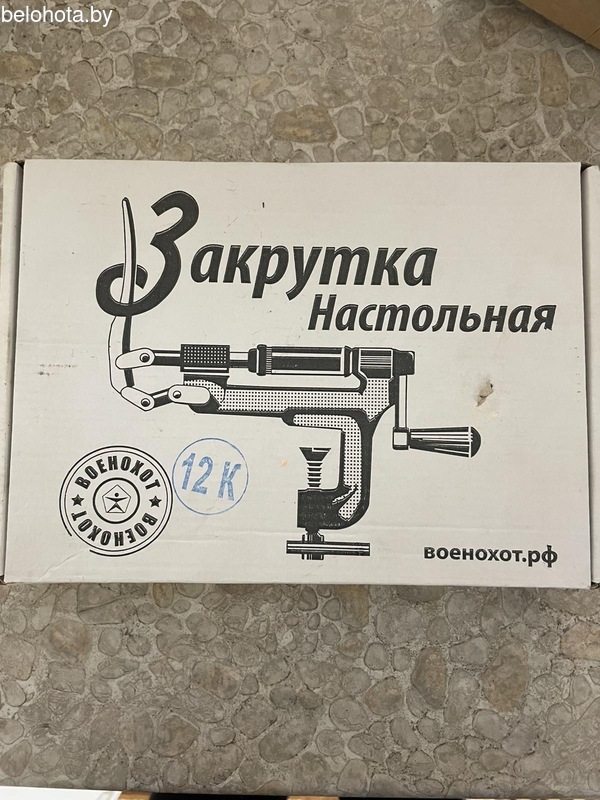 belohota.by
Закрутка
Настольная
ВОЕНОХОТ
ВОЕНОХОТ
12 К
военохот.рф